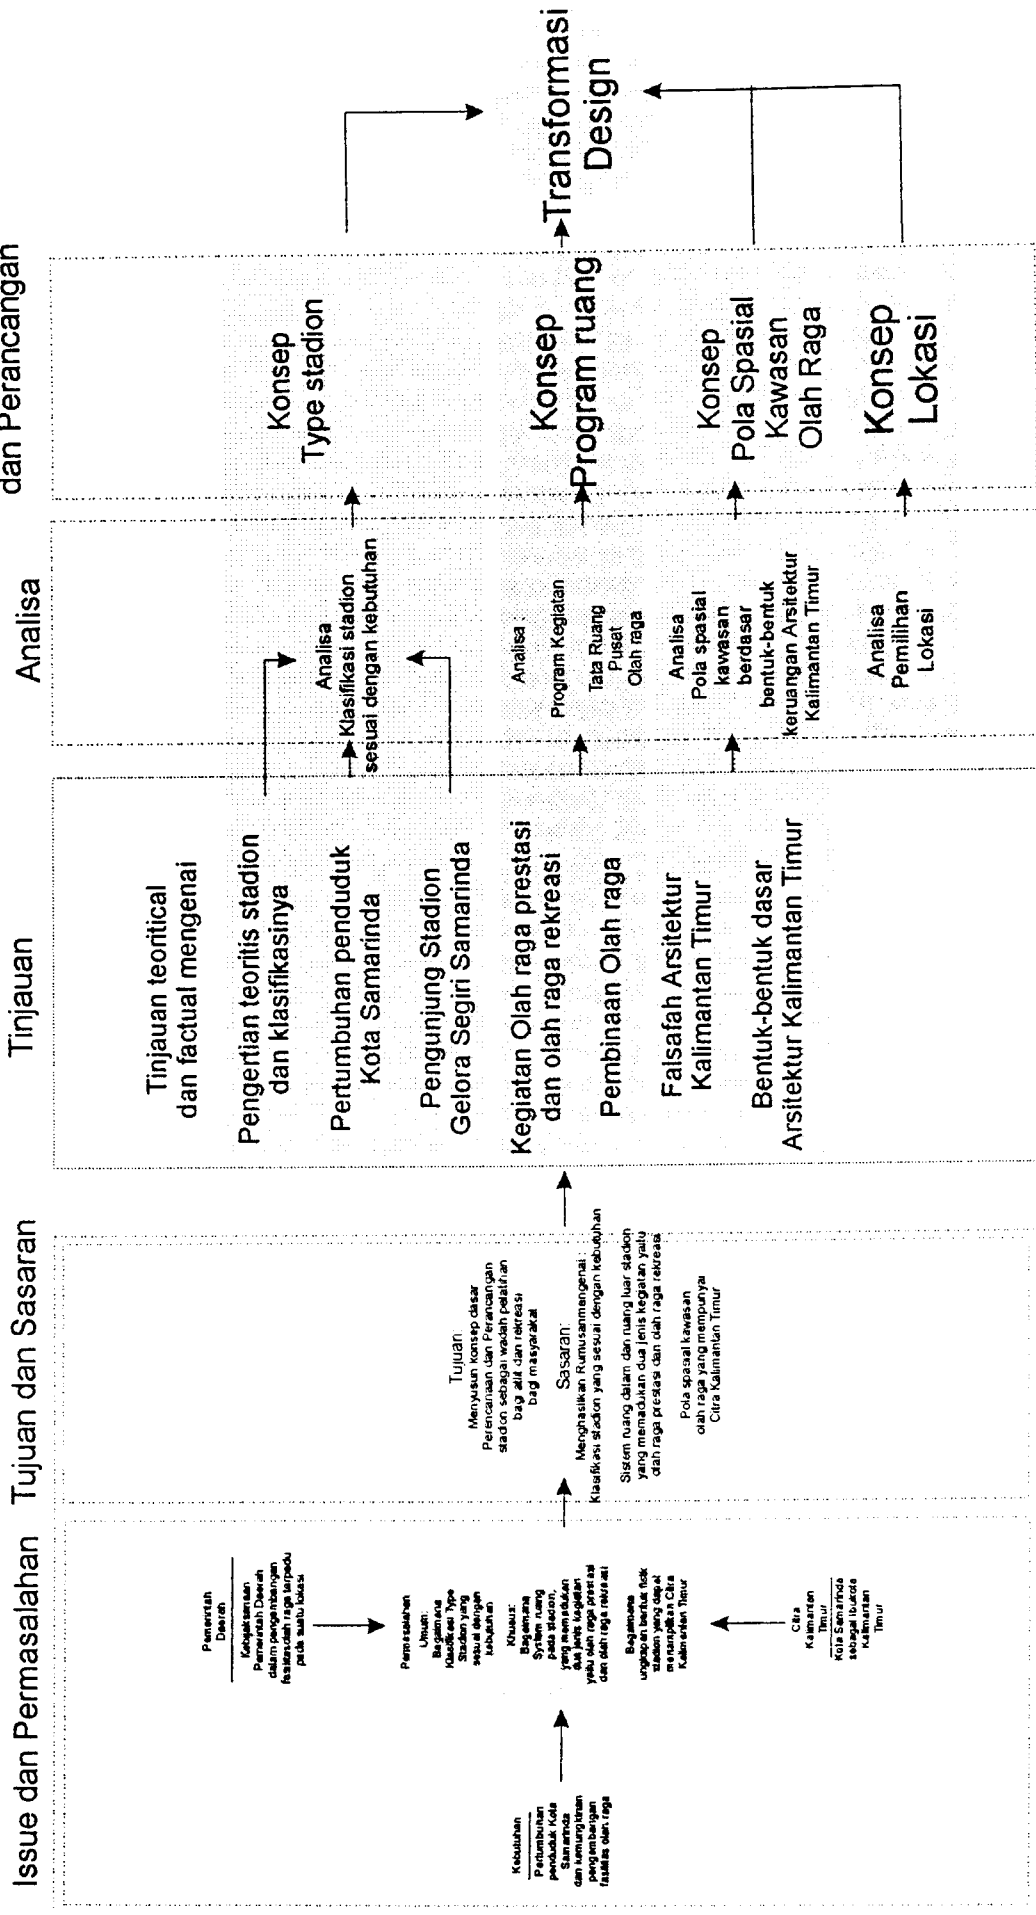 Issue dan Permasalahan
Kebutuhan
Pertumbuhan
penduduk Kota
Samarinda
dan kemungkinan
pengembangan
fasilitas olah raga
Pemerintah
Daerah
Kebijaksanaan
Pemerintah Daerah
dalam pengembangan
fasilitas olah raga terpadu
pada suatu lokasi
Permasalahan
Umum:
Bagaimana
Klasifikasi Type
Stadion yang
sesuai dengan
kebutuhan
Khusus:
Bagaimana
System ruang
pada stadion,
yang memadukan
dua jenis kegiatan
yaitu olah raga prestasi
dan olah raga rekreasi
Bagaimana
ungkapan bentuk fisik
stadion yang dapat
menampilkan Citra
Kalimantan Timur
Citra
Kalimantan
Timur
Kota Samarinda
sebagai Ibukota
Kalimantan
Timur
Tujuan dan Sasaran
Tujuan:
Menyusun konsep dasar
Perencanaan dan Perancangan
stadion sebagai wadah pelatihan
bagi atlit dan rekreasi
bagi masyarakat
Sasaran:
Menghasilkan Rumusanmengenai :
Klasifikasi stadion yang sesuai dengan kebutuhan
Sistem ruang dalam dan ruang luar stadion
yang memadukan dua jenis kegiatan yaitu
olah raga prestasi dan olah raga rekreasi
Pola spasial kawasan
olah raga yang mempunyai
Citra Kalimantan Timur
Tinjauan
Tinjauan teoritical
dan factual mengenai
Pengertian teoritis stadion
dan klasifikasinya
Pertumbuhan penduduk
Kota Samarinda
Pengunjung Stadion
Gelora Segiri Samarinda
Kegiatan Olah raga prestasi
dan olah raga rekreasi
Pembinaan Olah raga
Falsafah Arsitektur
Kalimantan Timur
Bentuk-bentuk dasar
Arsitektur Kalimantan Timur
Analisa
Analisa
Klasifikasi stadion
sesuai dengan kebutuhan
Analisa :
Program Kegiatan
Tata Ruang
Pusat
Olah raga
Analisa
Pola spasial
kawasan
berdasar
bentuk-bentuk
keruangan Arsitektur
Kalimantan Timur
Analisa
Pemilihan
Lokasi
dan Perancangan
Konsep
Type stadion
Konsep
Program ruang
Konsep
Pola Spasial
Kawasan
Olah Raga
Konsep
Lokasi
Transformasi
Design